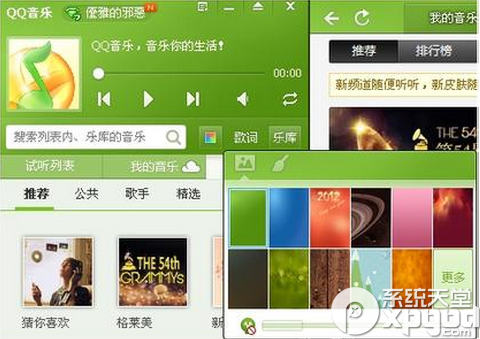 QQ音乐
優雅的邪惡
N
QQ音乐，音乐你的生活！
00:00
搜索列表内、乐库的音乐
歌词
乐库
试听列表
我的音乐
推荐
公共
歌手
精选
猜你喜欢
THE 54th
GRAMMYs
格莱美
我的音乐
推荐
排行榜
新频道随便听听，新皮肤随
THE 54
2012
更多
系统天堂